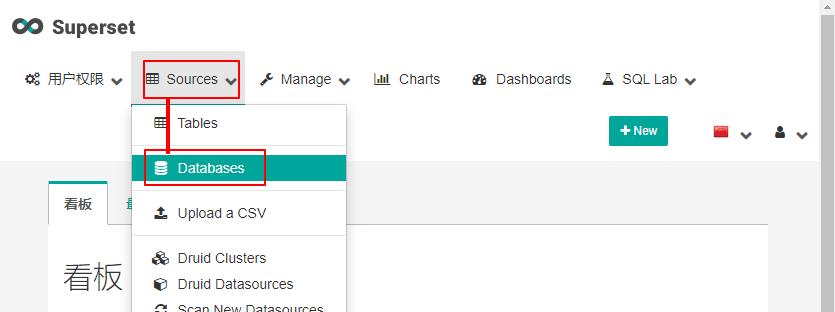 Superset
用户权限 Sources Manage Charts Dashboards SQL Lab
Tables
+ New
Databases
看板
Upload a CSV
看板
Druid Clusters
Druid Datasources
Scan New Datasources